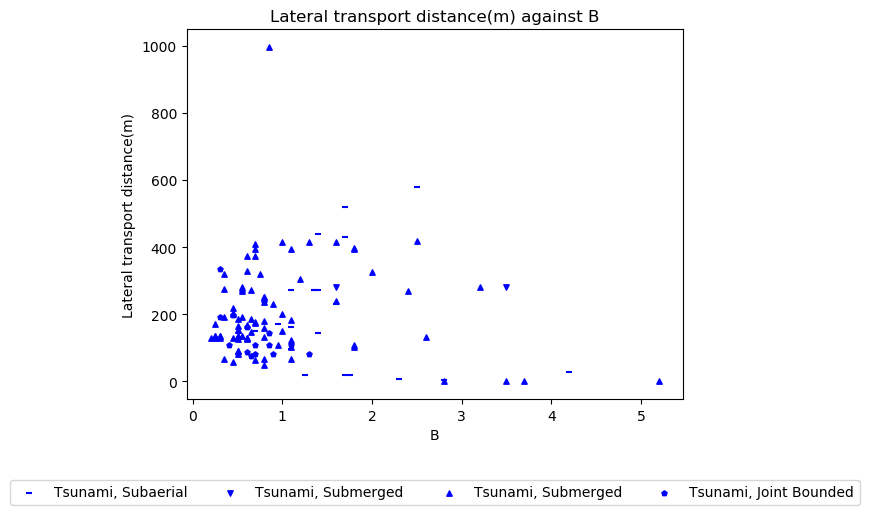 Lateral transport distance(m) against B
Lateral transport distance(m)
1000
800
600
400
200
0
0 1 2 3 4 5
B
Tsunami, Subaerial Tsunami, Submerged Tsunami, Submerged Tsunami, Joint Bounded